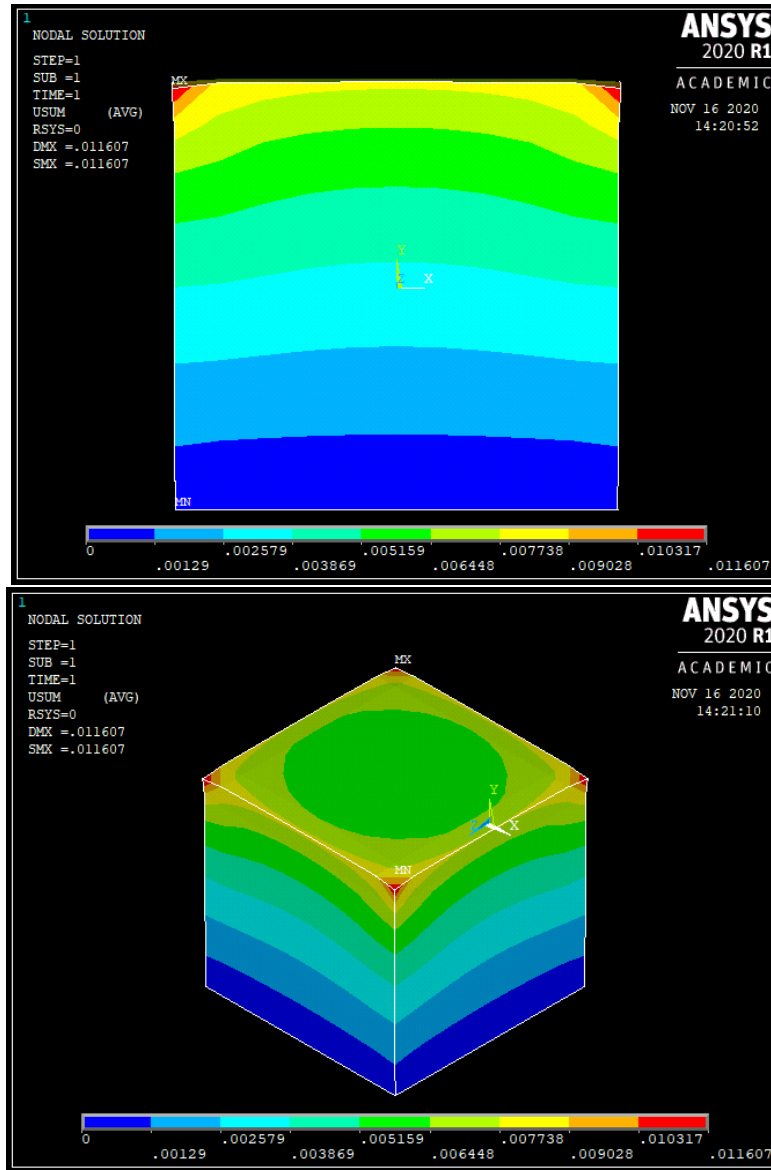 1
NODAL SOLUTION
STEP=1
SUB =1
TIME=1
USUM (AVG)
RSYS=0
DMX =.011607
SMX =.011607
ANSYS
2020 R1
ACADEMIC
NOV 16 2020
14:20:52
MX
Y
Z X
MN
0 .002579 .005159 .007738 .010317
.00129 .003869 .006448 .009028 .011607
1
NODAL SOLUTION
STEP=1
SUB =1
TIME=1
USUM (AVG)
RSYS=0
DMX =.011607
SMX =.011607
ANSYS
2020 R1
ACADEMIC
NOV 16 2020
14:21:10
MX
Y
Z X
MN
0 .002579 .005159 .007738 .010317
.00129 .003869 .006448 .009028 .011607